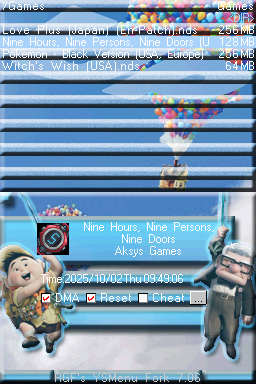 /Games Games
<DIR>
Love Plus (Japan) [En-Patch].nds 256MB
Nine Hours, Nine Persons, Nine Doors (U 128MB
Pokemon - Black Version (USA, Europe) 256MB
Witch's Wish (USA).nds 64MB
Nine Hours, Nine Persons,
Nine Doors
Aksys Games
Time 2025/10/02 Thu 09:49:06
DMA Reset Cheat ...
RGF's YSMenu Fork 7.06